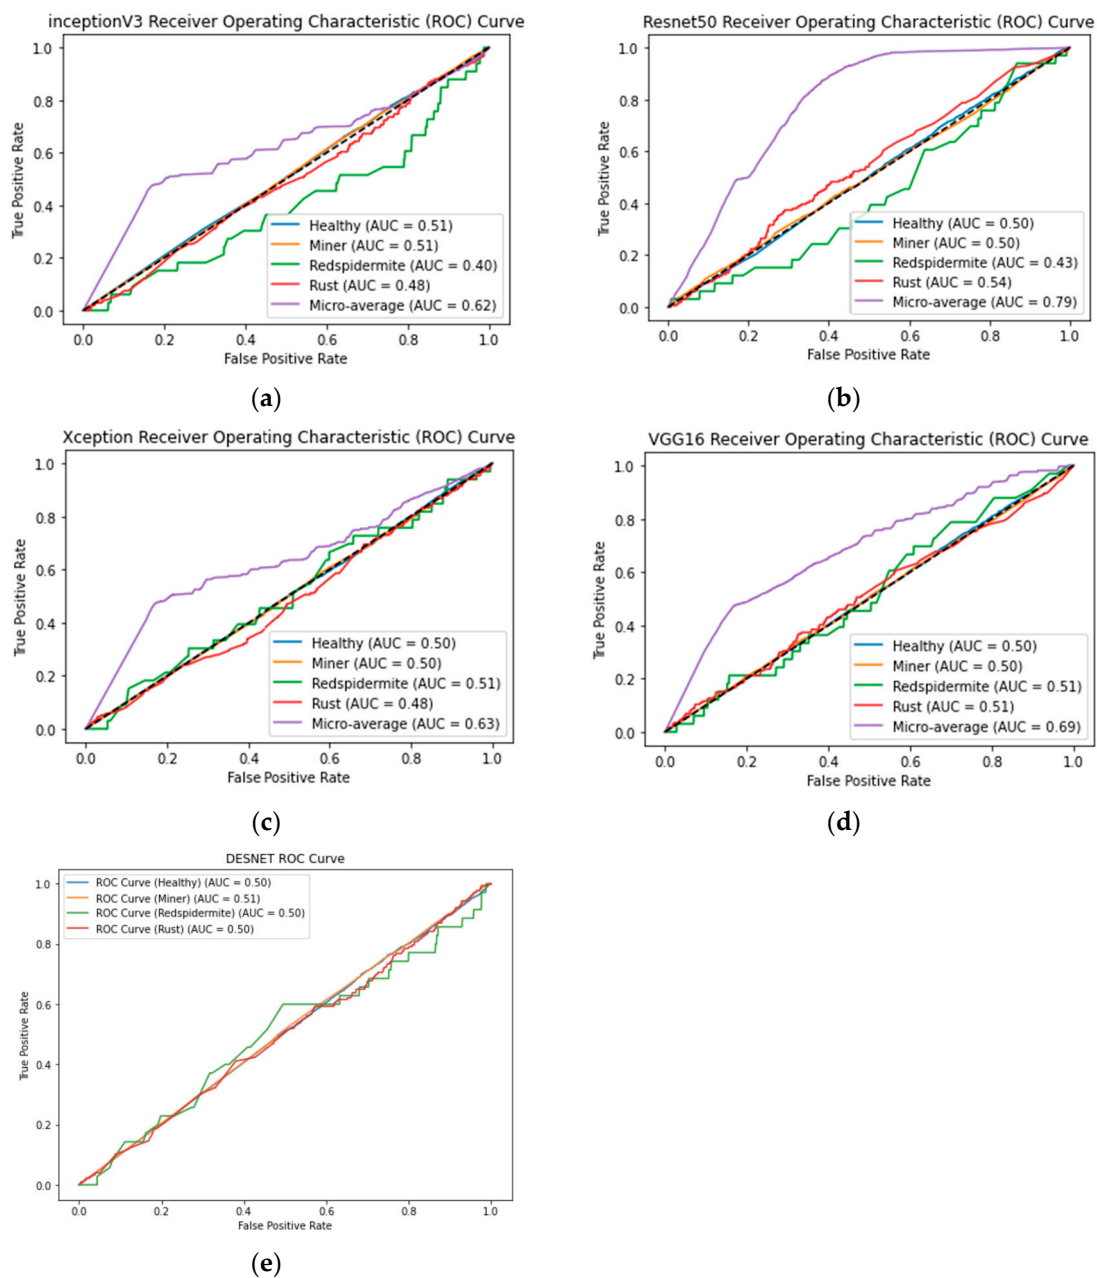 inceptionV3 Receiver Operating Characteristic (ROC) Curve
1.0
0.8
0.6
0.4
0.2
0.0
True Positive Rate
Healthy (AUC = 0.51)
Miner (AUC = 0.51)
Redspidermite (AUC = 0.40)
Rust (AUC = 0.48)
Micro-average (AUC = 0.62)
0.0 0.2 0.4 0.6 0.8 1.0
False Positive Rate
(a)
Resnet50 Receiver Operating Characteristic (ROC) Curve
1.0
0.8
0.6
0.4
0.2
0.0
True Positive Rate
Healthy (AUC = 0.50)
Miner (AUC = 0.50)
Redspidermite (AUC = 0.43)
Rust (AUC = 0.54)
Micro-average (AUC = 0.79)
0.0 0.2 0.4 0.6 0.8 1.0
False Positive Rate
(b)
Xception Receiver Operating Characteristic (ROC) Curve
1.0
0.8
0.6
0.4
0.2
0.0
True Positive Rate
Healthy (AUC = 0.50)
Miner (AUC = 0.50)
Redspidermite (AUC = 0.51)
Rust (AUC = 0.48)
Micro-average (AUC = 0.63)
0.0 0.2 0.4 0.6 0.8 1.0
False Positive Rate
(c)
VGG16 Receiver Operating Characteristic (ROC) Curve
1.0
0.8
0.6
0.4
0.2
0.0
True Positive Rate
Healthy (AUC = 0.50)
Miner (AUC = 0.50)
Redspidermite (AUC = 0.51)
Rust (AUC = 0.51)
Micro-average (AUC = 0.69)
0.0 0.2 0.4 0.6 0.8 1.0
False Positive Rate
(d)
DESNET ROC Curve
1.0
0.8
0.6
0.4
0.2
0.0
True Positive Rate
ROC Curve (Healthy) (AUC = 0.50)
ROC Curve (Miner) (AUC = 0.51)
ROC Curve (Redspidermite) (AUC = 0.50)
ROC Curve (Rust) (AUC = 0.50)
0.0 0.2 0.4 0.6 0.8 1.0
False Positive Rate
(e)